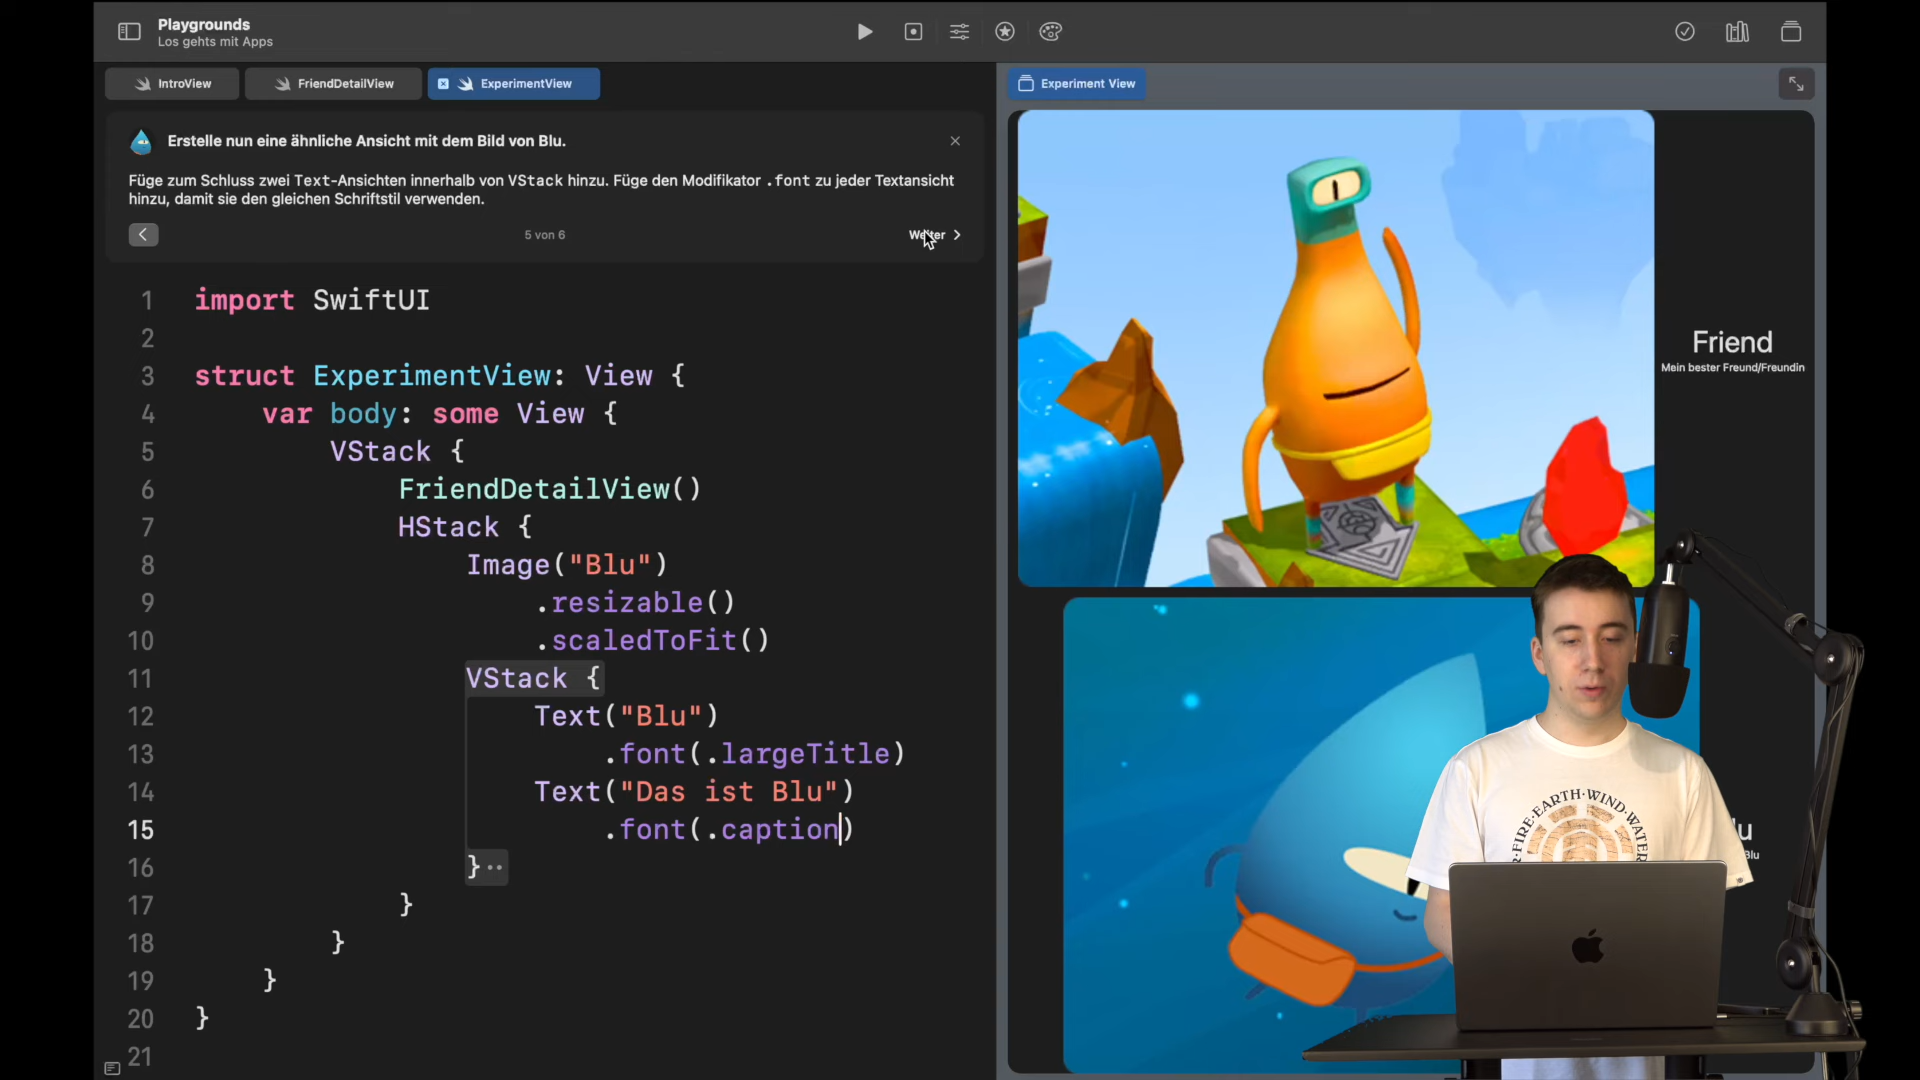 Playgrounds
Los gehts mit Apps
IntroView
FriendDetailView
ExperimentView
Experiment View
Erstelle nun eine ähnliche Ansicht mit dem Bild von Blu.
Füge zum Schluss zwei Text-Ansichten innerhalb von VStack hinzu. Füge den Modifikator .font zu jeder Textansicht
hinzu, damit sie den gleichen Schriftstil verwenden.
5 von 6
Weiter
1 import SwiftUI
2
3 struct ExperimentView: View {
4 var body: some View {
5 VStack {
6 FriendDetailView()
7 HStack {
8 Image("Blu")
9 .resizable()
10 .scaledToFit()
11 VStack {
12 Text("Blu")
13 .font(.largeTitle)
14 Text("Das ist Blu")
15 .font(.caption)
16 }
17 }
18 }
19 }
20 }
21
Friend
Mein bester Freund/Freundin
Blu
FIRE·EARTH·WIND·WATER